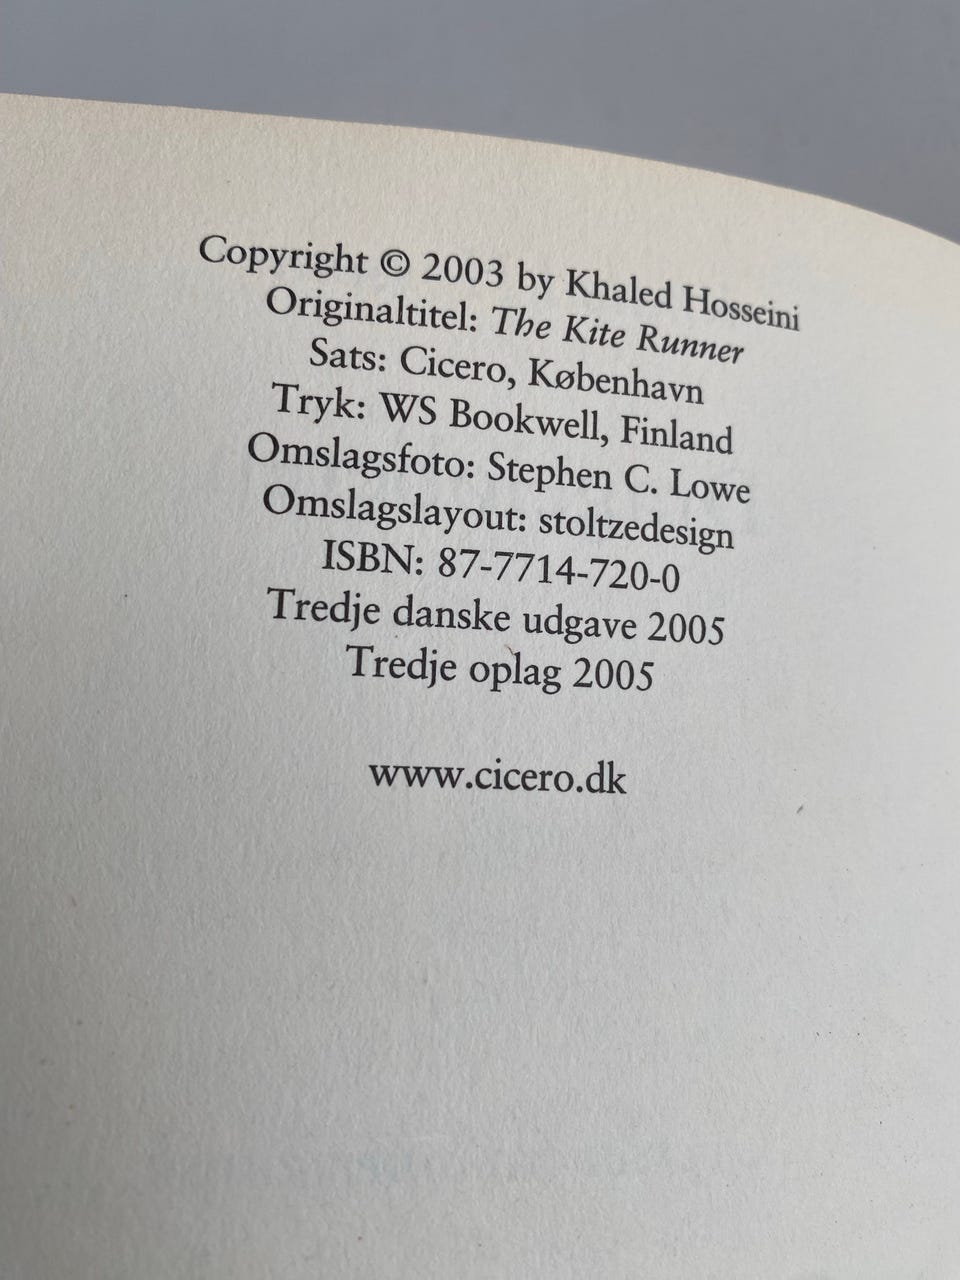 Copyright © 2003 by Khaled Hosseini
Originaltitel: The Kite Runner
Sats: Cicero, København
Tryk: WS Bookwell, Finland
Omslagsfoto: Stephen C. Lowe
Omslagslayout: stoltzedesign
ISBN: 87-7714-720-0
Tredje danske udgave 2005
Tredje oplag 2005
www.cicero.dk